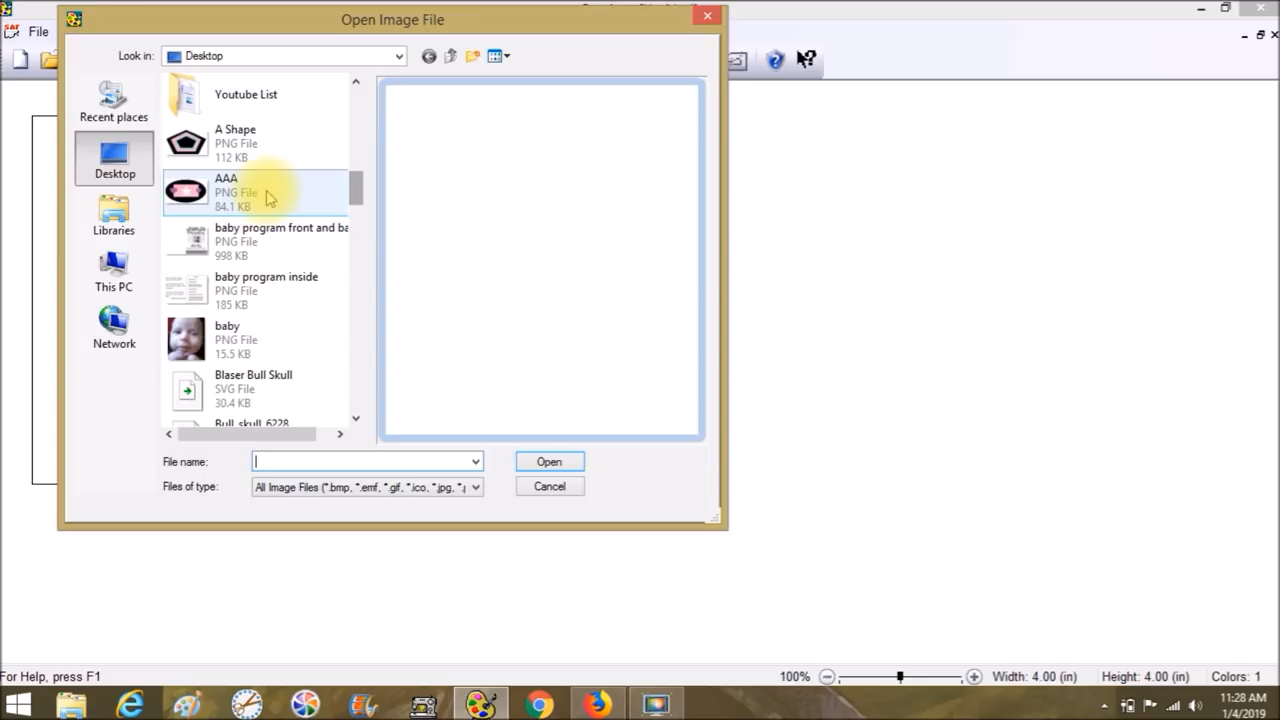 Open Image File
SAT File
Look in: Desktop
Recent places
Desktop
Libraries
This PC
Network
Youtube List
A Shape
PNG File
112 KB
AAA
PNG File
84.1 KB
baby program front and ba
PNG File
998 KB
baby program inside
PNG File
185 KB
baby
PNG File
15.5 KB
Blaser Bull Skull
SVG File
30.4 KB
Bull_skull_6228
File name:
Open
Files of type: All Image Files (*.bmp, *.emf, *.gif, *.ico, *.jpg, *.j
Cancel
For Help, press F1
100%
Width: 4.00 (in)
Height: 4.00 (in)
Colors: 1
11:28 AM
1/4/2019